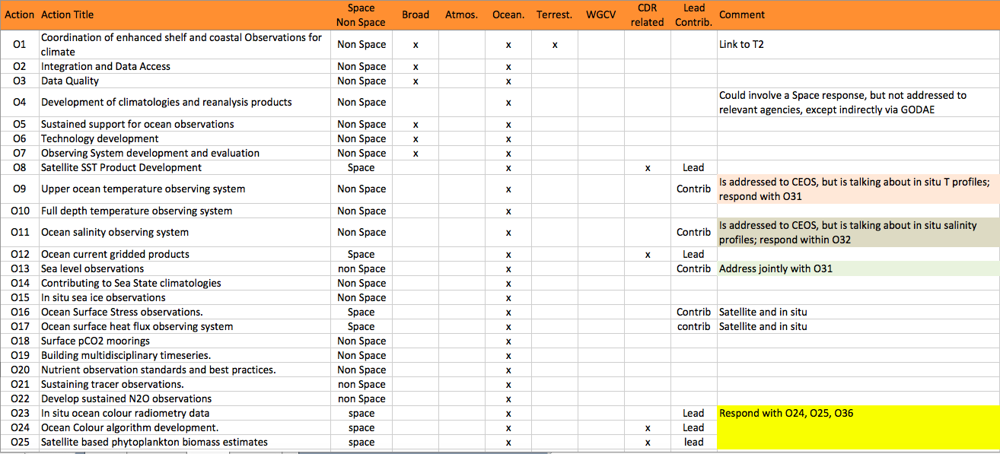 Action Action Title Space Non Space Broad Atmos. Ocean. Terrest. WGCV CDR related Lead Contrib. Comment
O1 Coordination of enhanced shelf and coastal Observations for climate Non Space x x x Link to T2
O2 Integration and Data Access Non Space x x
O3 Data Quality Non Space x x
O4 Development of climatologies and reanalysis products Non Space x Could involve a Space response, but not addressed to relevant agencies, except indirectly via GODAE
O5 Sustained support for ocean observations Non Space x x
O6 Technology development Non Space x x
O7 Observing System development and evaluation Non Space x x
O8 Satellite SST Product Development Space x x Lead
O9 Upper ocean temperature observing system Non Space x Contrib Is addressed to CEOS, but is talking about in situ T profiles; respond with O31
O10 Full depth temperature observing system Non Space x
O11 Ocean salinity observing system Non Space x Contrib Is addressed to CEOS, but is talking about in situ salinity profiles; respond within O32
O12 Ocean current gridded products Space x x Lead
O13 Sea level observations non Space x Contrib Address jointly with O31
O14 Contributing to Sea State climatologies Non Space x
O15 In situ sea ice observations Non Space x
O16 Ocean Surface Stress observations. Space x Contrib Satellite and in situ
O17 Ocean surface heat flux observing system Space x contrib Satellite and in situ
O18 Surface pCO2 moorings Non Space x
O19 Building multidisciplinary timeseries. Non Space x
O20 Nutrient observation standards and best practices. Non Space x
O21 Sustaining tracer observations. non Space x
O22 Develop sustained N2O observations non Space x
O23 In situ ocean colour radiometry data space x Lead Respond with O24, O25, O36
O24 Ocean Colour algorithm development. space x x Lead
O25 Satellite based phytoplankton biomass estimates space x x lead